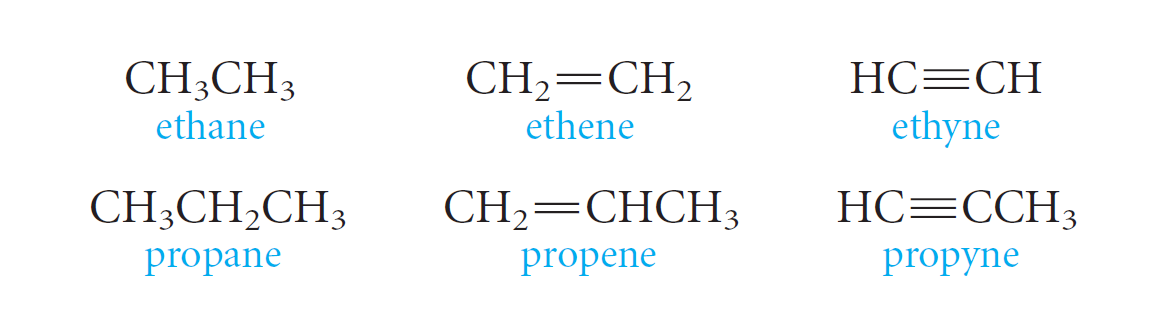 CH₃CH₃ CH₂=CH₂ HC≡CH
ethane ethene ethyne
CH₃CH₂CH₃ CH₂=CHCH₃ HC≡CCH₃
propane propene propyne